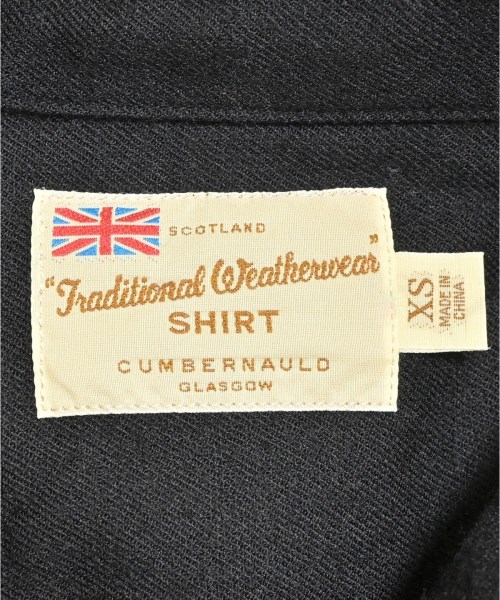 SCOTLAND
"Traditional Weatherwear"
SHIRT
CUMBERNAULD
GLASGOW
XS
MADE IN
CHINA